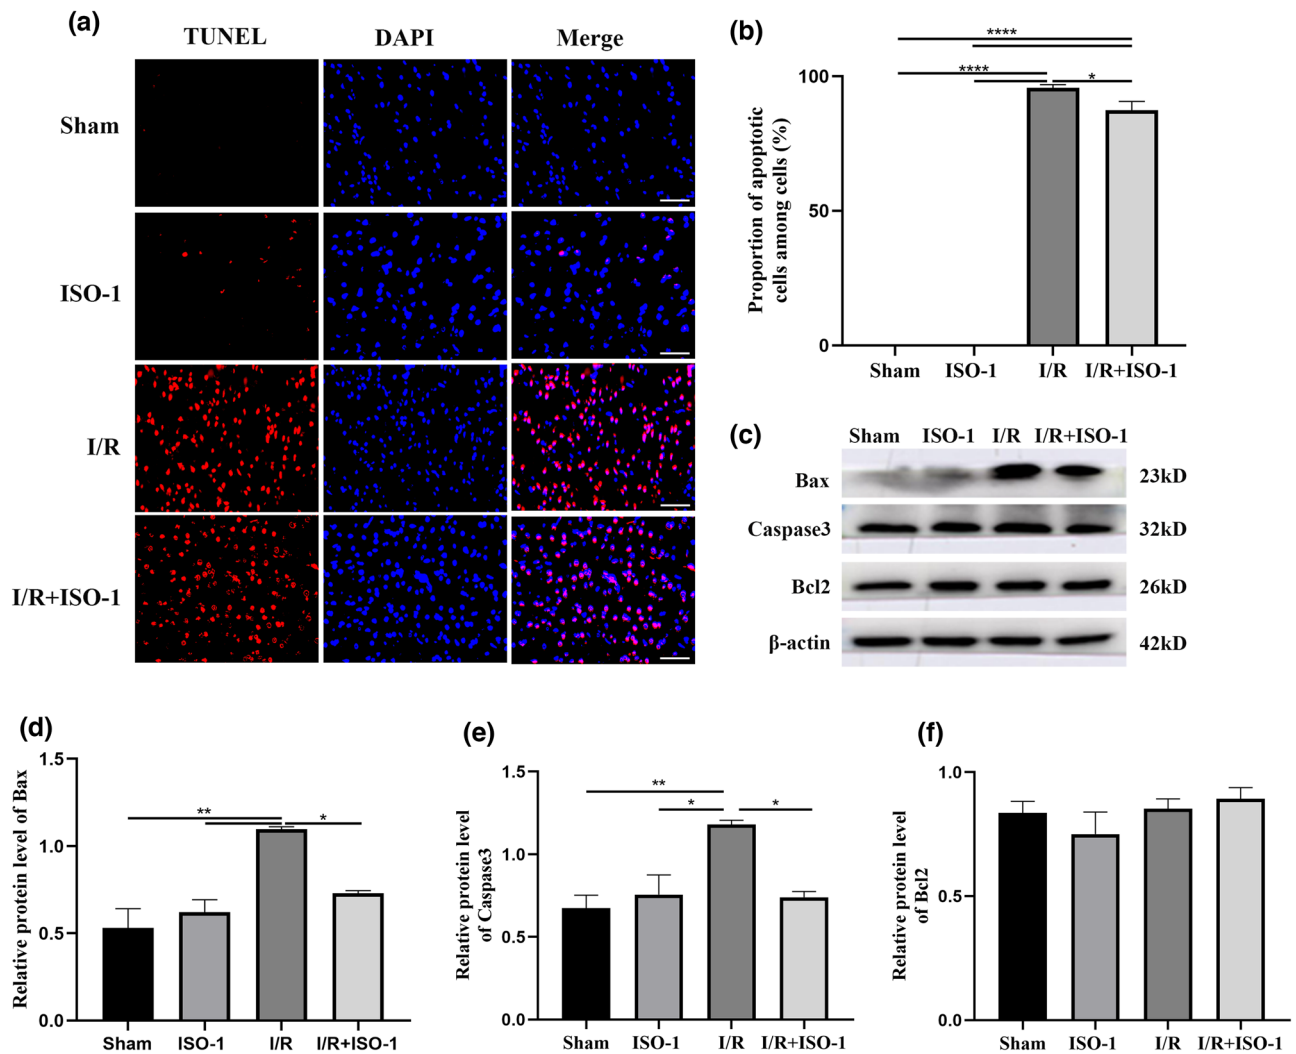 (a)
TUNEL DAPI Merge
Sham
ISO-1
I/R
I/R+ISO-1
(b)
****
**** *
Proportion of apoptotic
cells among cells (%)
100
50
0
Sham ISO-1 I/R I/R+ISO-1
(c)
Sham ISO-1 I/R I/R+ISO-1
Bax 23kD
Caspase3 32kD
Bcl2 26kD
β-actin 42kD
(d)
Relative protein level of Bax
1.5
1.0
0.5
0.0
** *
Sham ISO-1 I/R I/R+ISO-1
(e)
Relative protein level
of Caspase3
1.5
1.0
0.5
0.0
**
* *
Sham ISO-1 I/R I/R+ISO-1
(f)
Relative protein level
of Bcl2
1.0
0.5
0.0
Sham ISO-1 I/R I/R+ISO-1